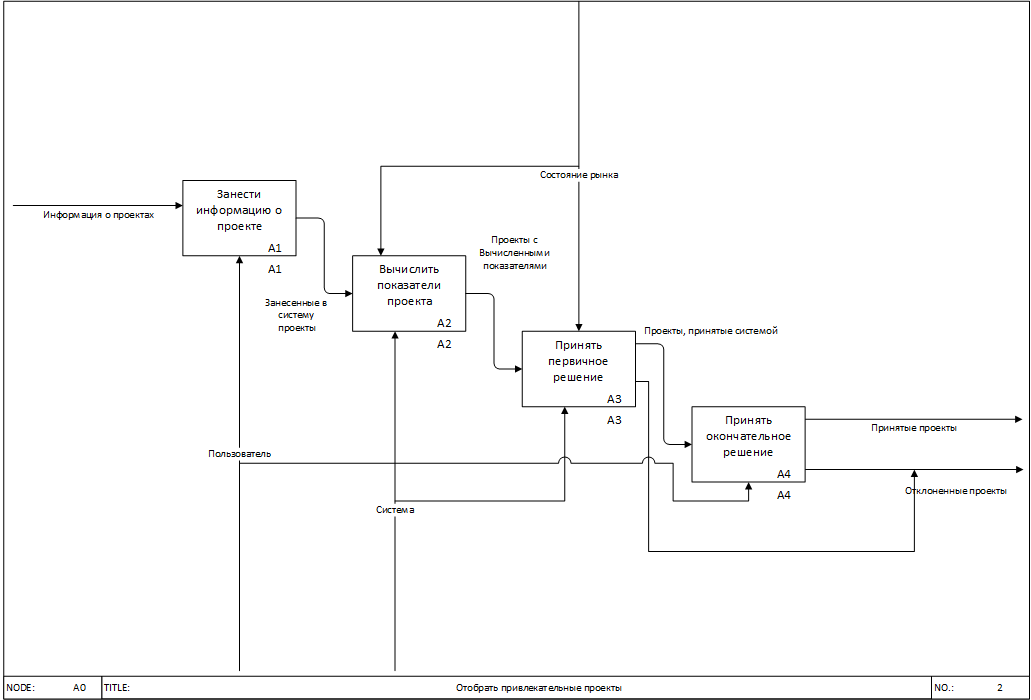 Состояние рынка
Информация о проектах
Занести
информацию о
проекте
A1
A1
Занесенные в
систему
проекты
Вычислить
показатели
проекта
A2
A2
Проекты с
Вычисленными
показателями
Принять
первичное
решение
A3
A3
Проекты, принятые системой
Принять
окончательное
решение
A4
A4
Принятые проекты
Отклоненные проекты
Пользователь
Система
NODE: A0 TITLE: Отобрать привлекательные проекты NO.: 2